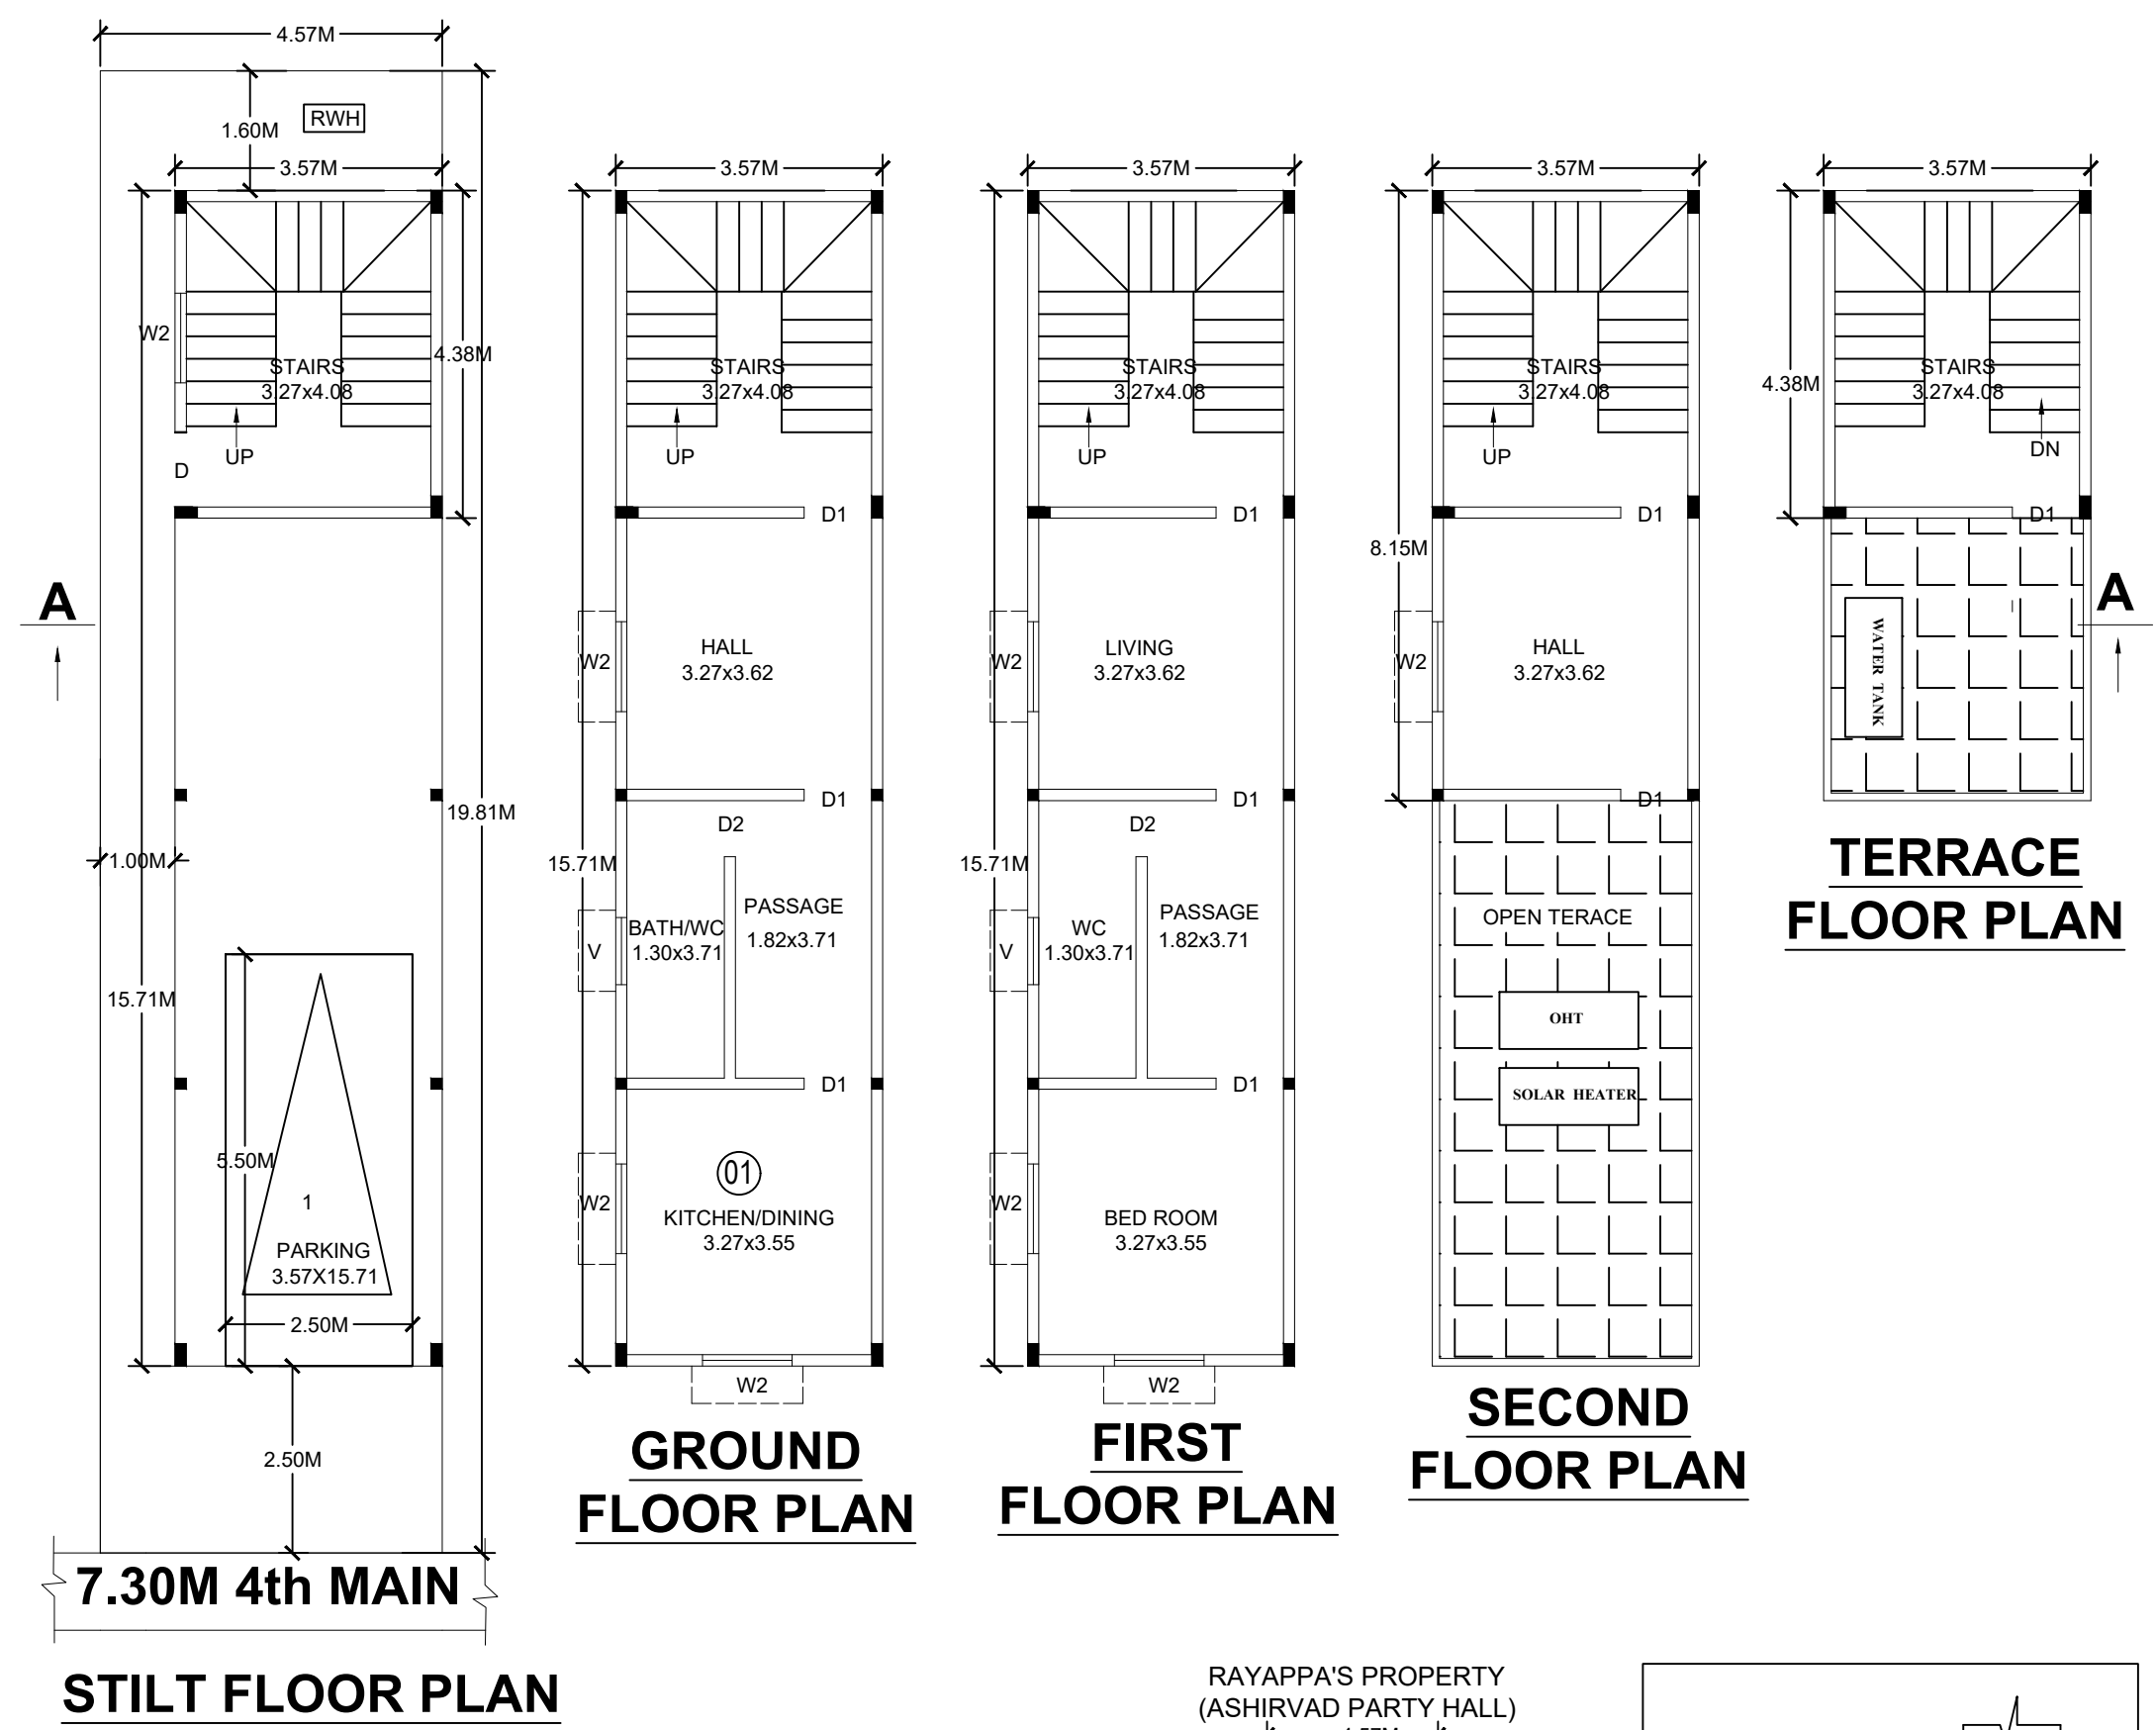 4.57M
RWH
1.60M
3.57M
W2
4.38M
STAIRS
3.27x4.08
UP
D
A
19.81M
1.00M
15.71M
5.50M
1
PARKING
3.57X15.71
2.50M
2.50M
7.30M 4th MAIN
STILT FLOOR PLAN
3.57M
STAIRS
3.27x4.08
UP
D1
HALL
3.27x3.62
W2
D1
D2
15.71M
PASSAGE
1.82x3.71
BATH/WC
1.30x3.71
V
D1
01
W2
KITCHEN/DINING
3.27x3.55
W2
GROUND
FLOOR PLAN
3.57M
STAIRS
3.27x4.08
UP
D1
LIVING
3.27x3.62
W2
D1
D2
15.71M
PASSAGE
1.82x3.71
WC
1.30x3.71
V
D1
W2
BED ROOM
3.27x3.55
W2
FIRST
FLOOR PLAN
3.57M
STAIRS
3.27x4.08
UP
D1
8.15M
HALL
3.27x3.62
W2
D1
OPEN TERACE
OHT
SOLAR HEATER
SECOND
FLOOR PLAN
3.57M
STAIRS
3.27x4.08
4.38M
DN
D1
A
WATER TANK
TERRACE
FLOOR PLAN
RAYAPPA'S PROPERTY
(ASHIRVAD PARTY HALL)